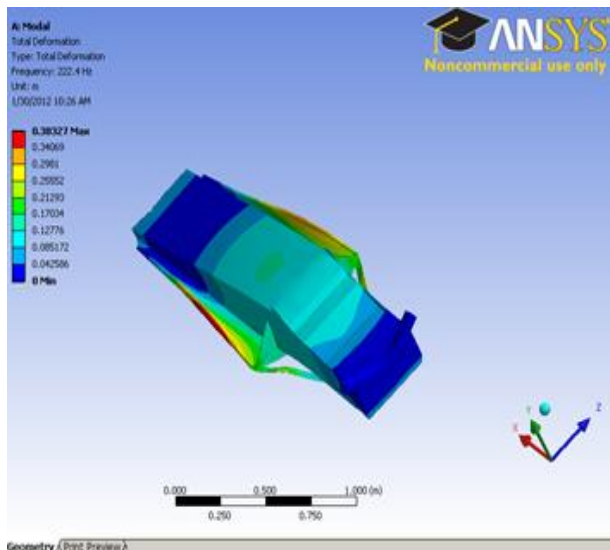 A: Modal
Total Deformation
Type: Total Deformation
Frequency: 222.4 Hz
Unit: m
1/30/2012 10:26 AM
ANSYS
Noncommercial use only
0.38327 Max
0.34069
0.2981
0.25552
0.21293
0.17034
0.12776
0.085172
0.042586
0 Min
Y
Z
X
0.000 0.500 1.000 (m)
0.250 0.750
Geometry Print Preview